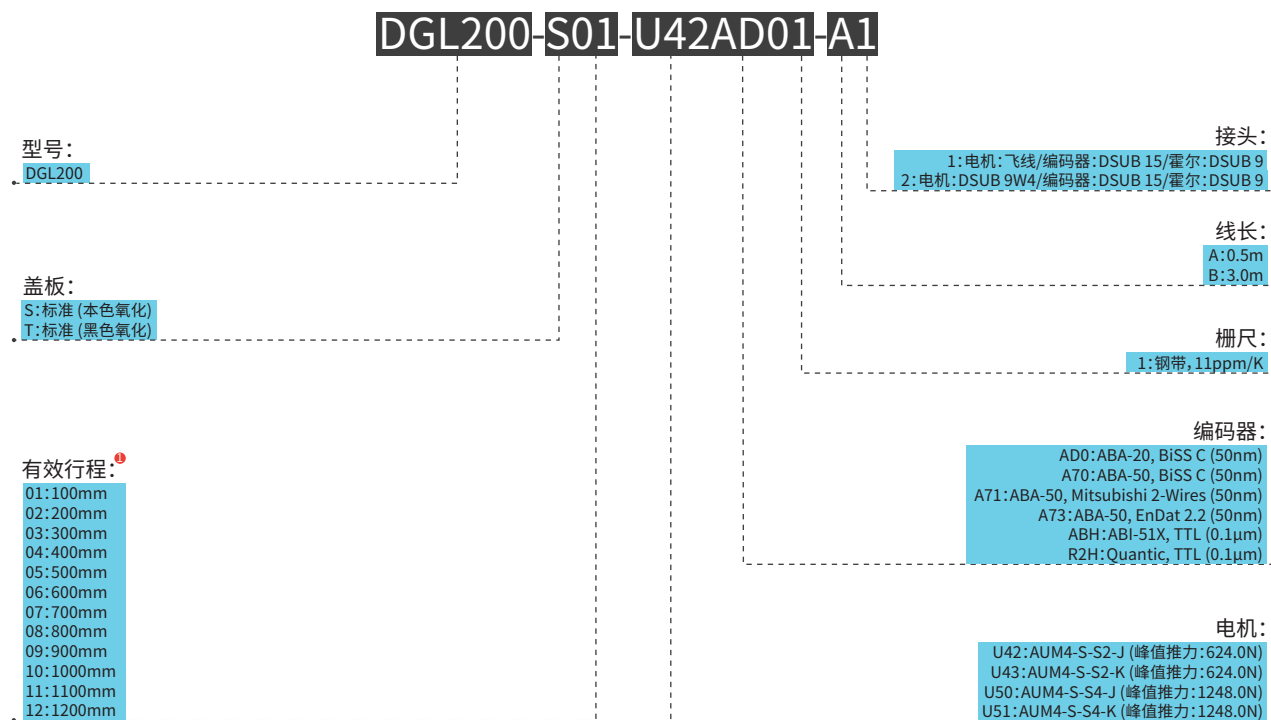 DGL200-S01-U42AD01-A1
型号：
DGL200
盖板：
S：标准 (本色氧化)
T：标准 (黑色氧化)
有效行程：1
01：100mm
02：200mm
03：300mm
04：400mm
05：500mm
06：600mm
07：700mm
08：800mm
09：900mm
10：1000mm
11：1100mm
12：1200mm
接头：
1：电机：飞线/编码器：DSUB 15/霍尔：DSUB 9
2：电机：DSUB 9W4/编码器：DSUB 15/霍尔：DSUB 9
线长：
A：0.5m
B：3.0m
栅尺：
1：钢带，11ppm/K
编码器：
AD0：ABA-20, BiSS C (50nm)
A70：ABA-50, BiSS C (50nm)
A71：ABA-50, Mitsubishi 2-Wires (50nm)
A73：ABA-50, EnDat 2.2 (50nm)
ABH：ABI-51X, TTL (0.1μm)
R2H：Quantic, TTL (0.1μm)
电机：
U42：AUM4-S-S2-J (峰值推力：624.0N)
U43：AUM4-S-S2-K (峰值推力：624.0N)
U50：AUM4-S-S4-J (峰值推力：1248.0N)
U51：AUM4-S-S4-K (峰值推力：1248.0N)